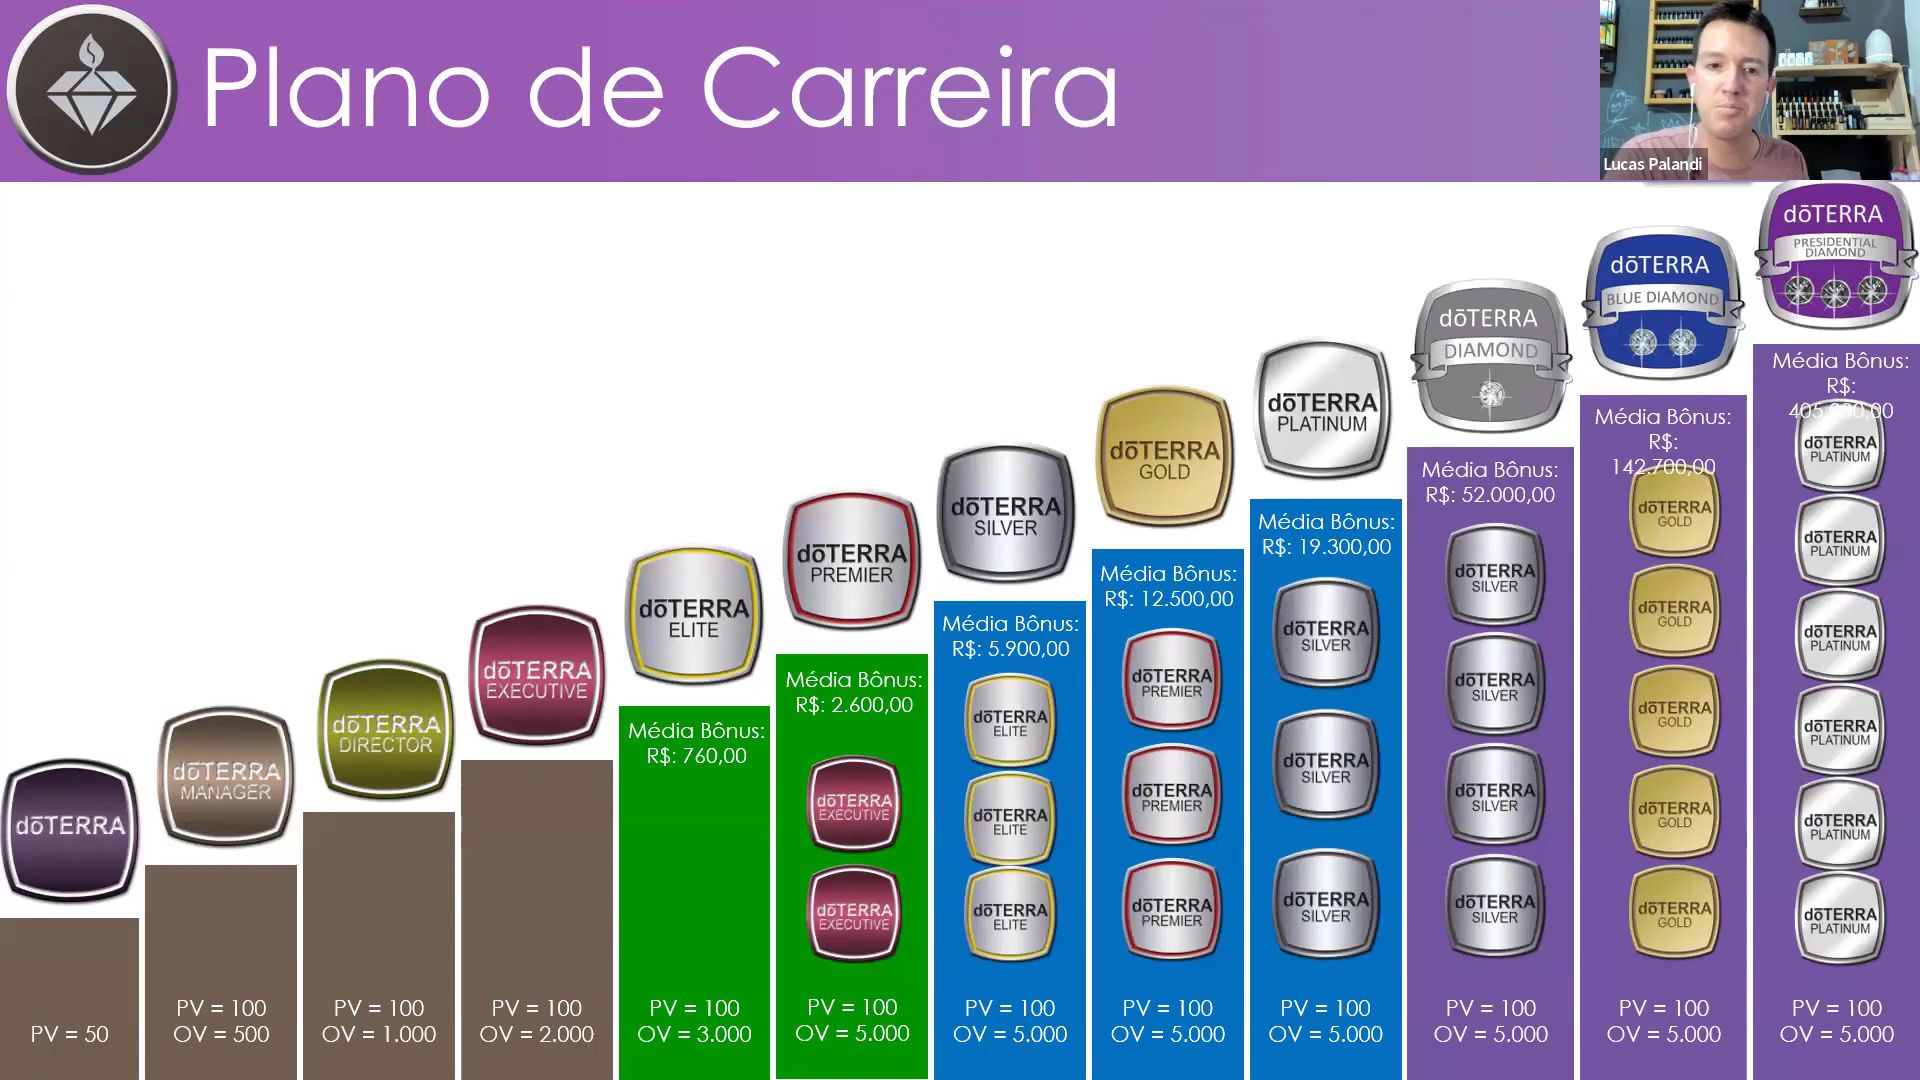 Plano de Carreira
Lucas Palandi
dōTERRA
PV = 50
dōTERRA
MANAGER
PV = 100
OV = 500
dōTERRA
DIRECTOR
PV = 100
OV = 1.000
dōTERRA
EXECUTIVE
PV = 100
OV = 2.000
dōTERRA
ELITE
Média Bônus:
R$: 760,00
PV = 100
OV = 3.000
dōTERRA
PREMIER
Média Bônus:
R$: 2.600,00
dōTERRA
EXECUTIVE
dōTERRA
EXECUTIVE
PV = 100
OV = 5.000
dōTERRA
SILVER
Média Bônus:
R$: 5.900,00
dōTERRA
ELITE
dōTERRA
ELITE
dōTERRA
ELITE
PV = 100
OV = 5.000
dōTERRA
GOLD
Média Bônus:
R$: 12.500,00
dōTERRA
PREMIER
dōTERRA
PREMIER
dōTERRA
PREMIER
PV = 100
OV = 5.000
dōTERRA
PLATINUM
Média Bônus:
R$: 19.300,00
dōTERRA
SILVER
dōTERRA
SILVER
dōTERRA
SILVER
PV = 100
OV = 5.000
dōTERRA
DIAMOND
Média Bônus:
R$: 52.000,00
dōTERRA
SILVER
dōTERRA
SILVER
dōTERRA
SILVER
dōTERRA
SILVER
PV = 100
OV = 5.000
dōTERRA
BLUE DIAMOND
Média Bônus:
R$:
142.700,00
dōTERRA
GOLD
dōTERRA
GOLD
dōTERRA
GOLD
dōTERRA
GOLD
dōTERRA
GOLD
PV = 100
OV = 5.000
dōTERRA
PRESIDENTIAL
DIAMOND
Média Bônus:
R$:
dōTERRA
PLATINUM
dōTERRA
PLATINUM
dōTERRA
PLATINUM
dōTERRA
PLATINUM
dōTERRA
PLATINUM
dōTERRA
PLATINUM
PV = 100
OV = 5.000